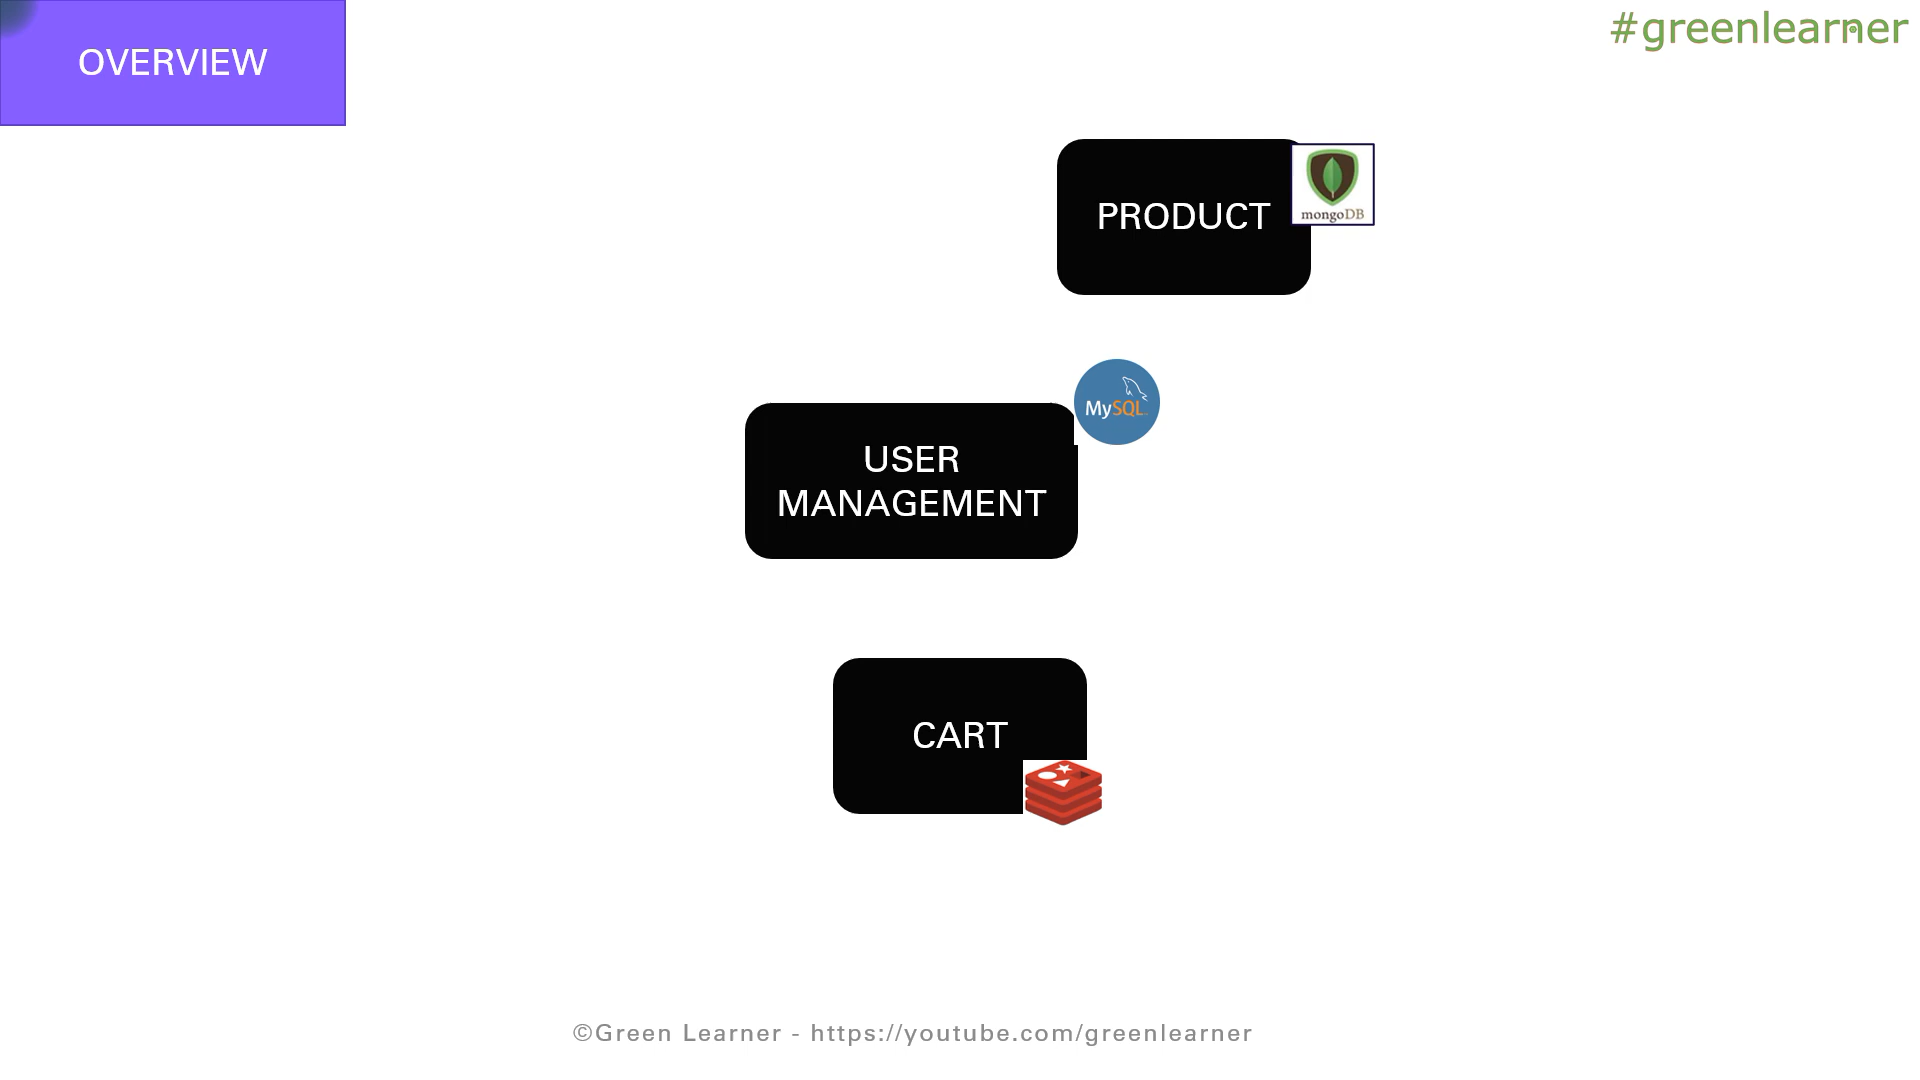 OVERVIEW
#greenlearner
PRODUCT
mongoDB
MySQL
USER
MANAGEMENT
CART
©Green Learner - https://youtube.com/greenlearner